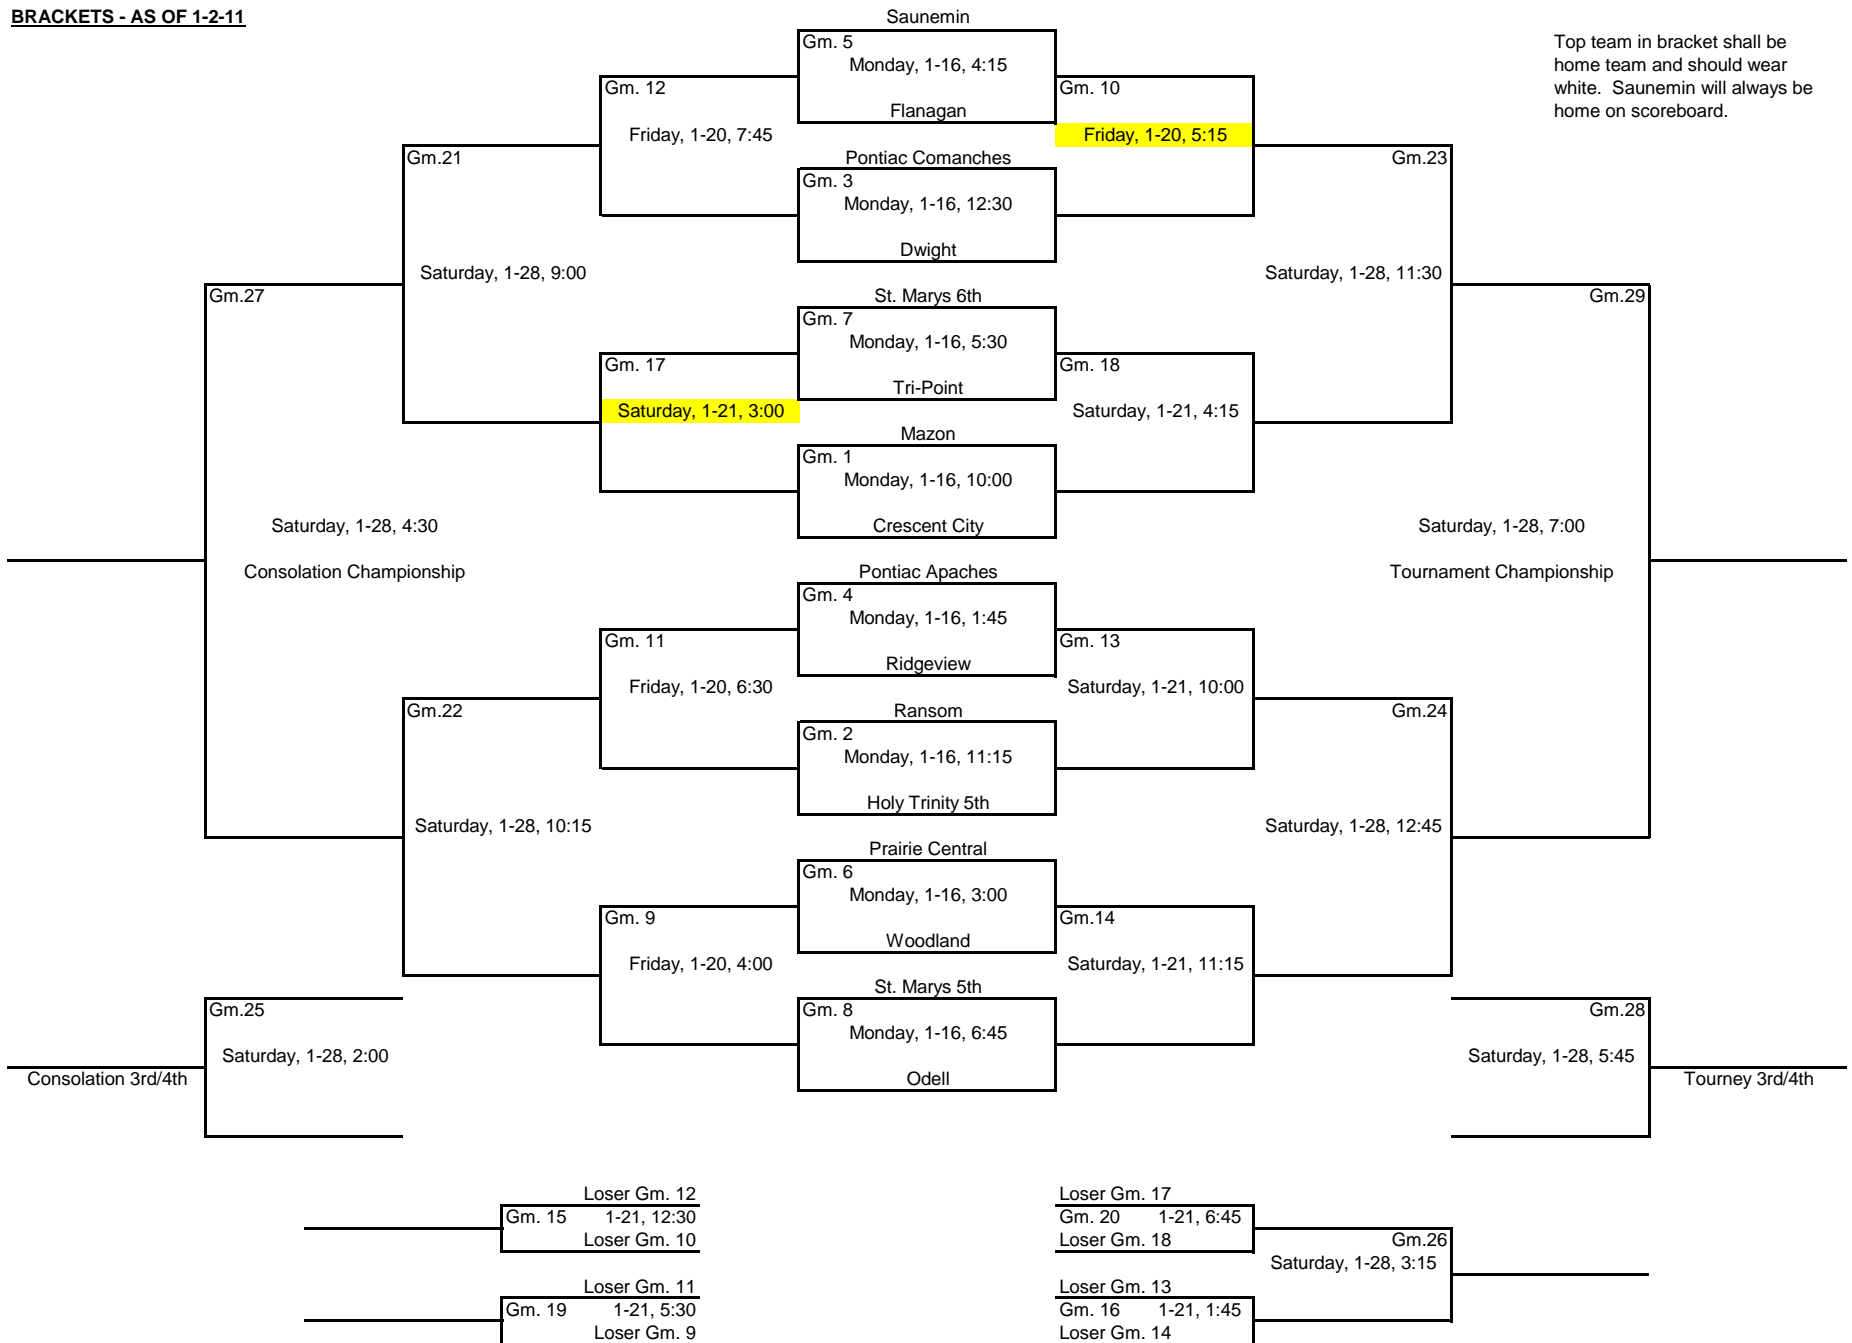 BRACKETS - AS OF 1-2-11
Saunemin
Gm. 5
Monday, 1-16, 4:15
Flanagan
Top team in bracket shall be
home team and should wear
white.  Saunemin will always be
home on scoreboard.
Gm. 12
Friday, 1-20, 7:45
Gm. 10
Friday, 1-20, 5:15
Pontiac Comanches
Gm. 3
Monday, 1-16, 12:30
Dwight
Gm.21
Saturday, 1-28, 9:00
Gm.23
Saturday, 1-28, 11:30
St. Marys 6th
Gm. 7
Monday, 1-16, 5:30
Tri-Point
Gm.27
Gm.29
Gm. 17
Saturday, 1-21, 3:00
Gm. 18
Saturday, 1-21, 4:15
Mazon
Gm. 1
Monday, 1-16, 10:00
Crescent City
Saturday, 1-28, 4:30
Consolation Championship
Saturday, 1-28, 7:00
Tournament Championship
Pontiac Apaches
Gm. 4
Monday, 1-16, 1:45
Ridgeview
Gm. 11
Friday, 1-20, 6:30
Gm. 13
Saturday, 1-21, 10:00
Ransom
Gm. 2
Monday, 1-16, 11:15
Holy Trinity 5th
Gm.22
Saturday, 1-28, 10:15
Gm.24
Saturday, 1-28, 12:45
Prairie Central
Gm. 6
Monday, 1-16, 3:00
Woodland
Gm. 9
Friday, 1-20, 4:00
Gm.14
Saturday, 1-21, 11:15
St. Marys 5th
Gm. 8
Monday, 1-16, 6:45
Odell
Gm.25
Saturday, 1-28, 2:00
Consolation 3rd/4th
Gm.28
Saturday, 1-28, 5:45
Tourney 3rd/4th
Loser Gm. 12
Gm. 15 1-21, 12:30
Loser Gm. 10
Loser Gm. 17
Gm. 20 1-21, 6:45
Loser Gm. 18
Gm.26
Saturday, 1-28, 3:15
Loser Gm. 11
Gm. 19 1-21, 5:30
Loser Gm. 9
Loser Gm. 13
Gm. 16 1-21, 1:45
Loser Gm. 14